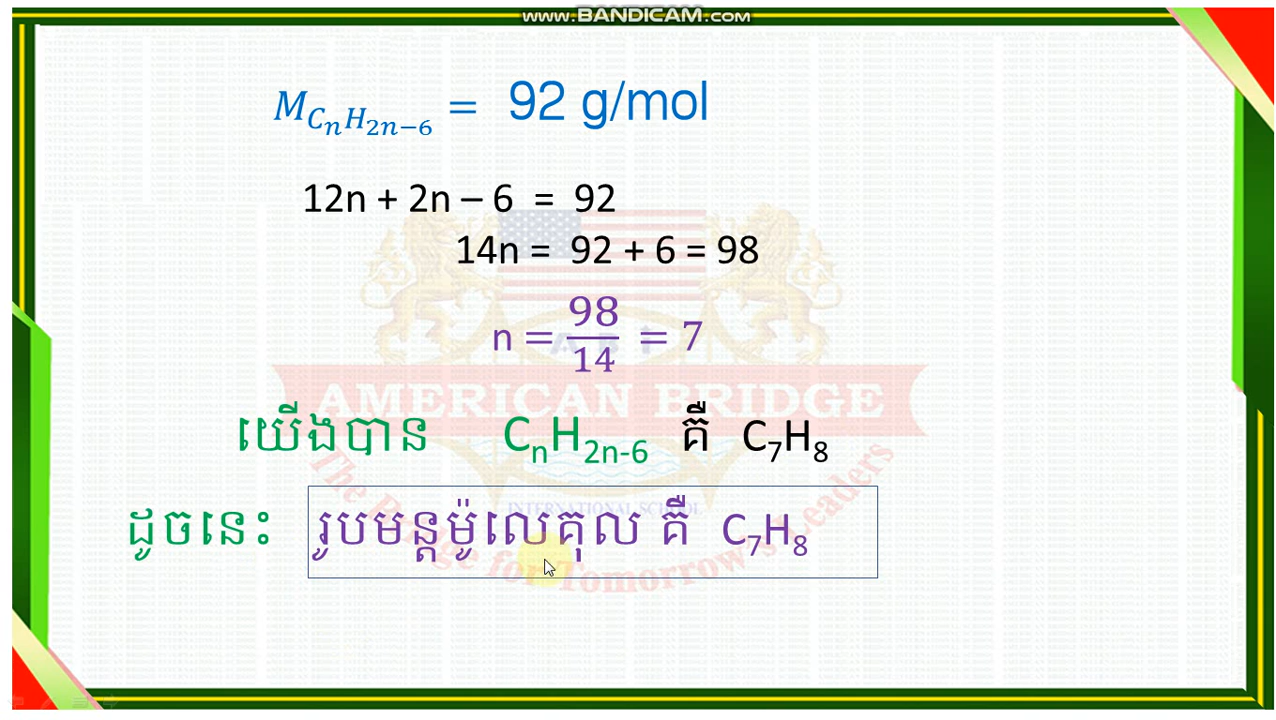 www.BANDICAM.com
M_{C_nH_{2n−6}} = 92 g/mol
12n + 2n – 6 = 92
14n = 92 + 6 = 98
n = 98/14 = 7
A B i
AMERICAN BRIDGE
យើងបាន C_nH_{2n-6} គឺ C₇H₈
INTERNATIONAL SCHOOL
ដូចនេះ រូបមន្តម៉ូលេគុល គឺ C₇H₈
The Bridge for Tomorrow's Leaders